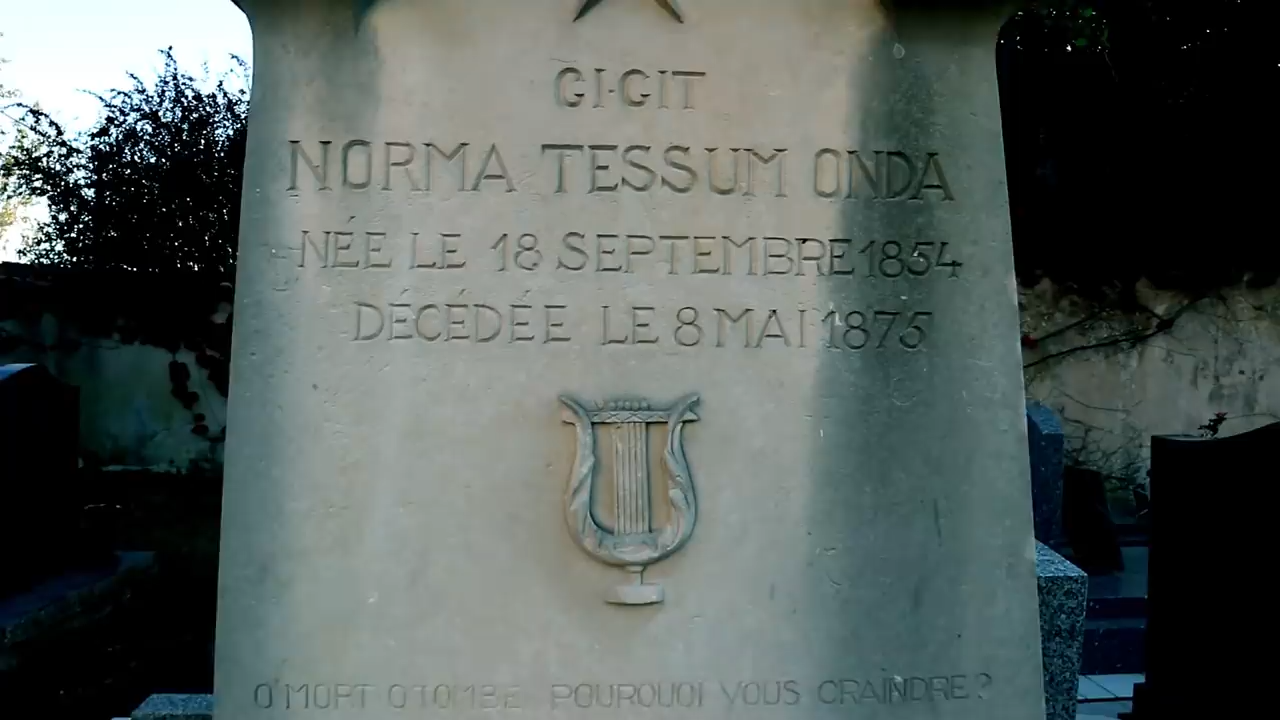 GI·GIT
NORMA TESSUM ONDA
NÉE LE 18 SEPTEMBRE 1854
DÉCÉDÉE LE 8 MAI 1875
O MORT O TOMBE POURQUOI VOUS CRAINDRE?